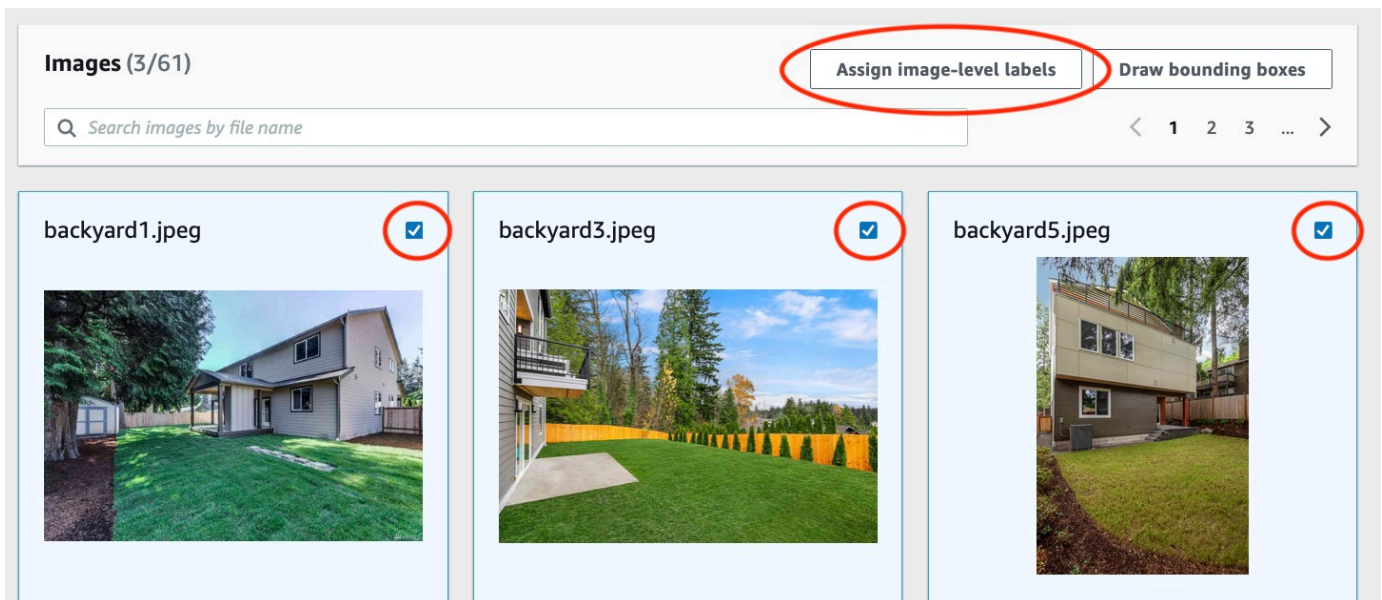 Images (3/61)
Assign image-level labels
Draw bounding boxes
Search images by file name
1 2 3 ...
backyard1.jpeg
backyard3.jpeg
backyard5.jpeg